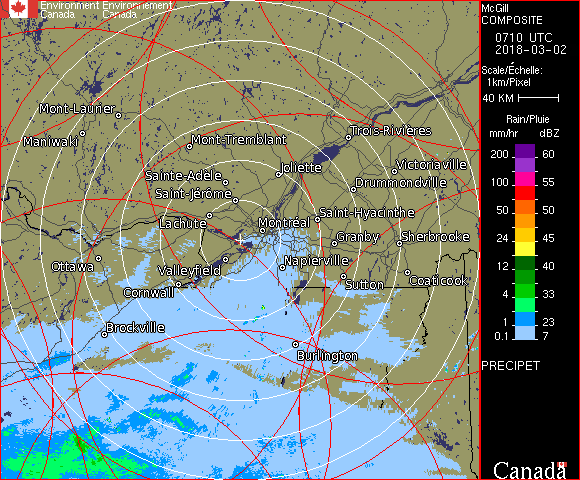 Environment Environnement
Canada Canada
McGill
COMPOSITE
0710 UTC
2018-03-02
Scale/Échelle:
1km/Pixel
40 KM
Rain/Pluie
mm/hr dBZ
200 60
100 55
50 50
24 45
12 40
4 33
1 23
0.1 7
PRECIPET
Canada
Mont-Laurier
Maniwaki
Mont-Tremblant
Trois-Rivières
Sainte-Adèle
Joliette
Victoriaville
Saint-Jérôme
Drummondville
Lachute
Montréal
Saint-Hyacinthe
Granby
Sherbrooke
Ottawa
Valleyfield
Napierville
Cornwall
Sutton
Coaticook
Brockville
Burlington